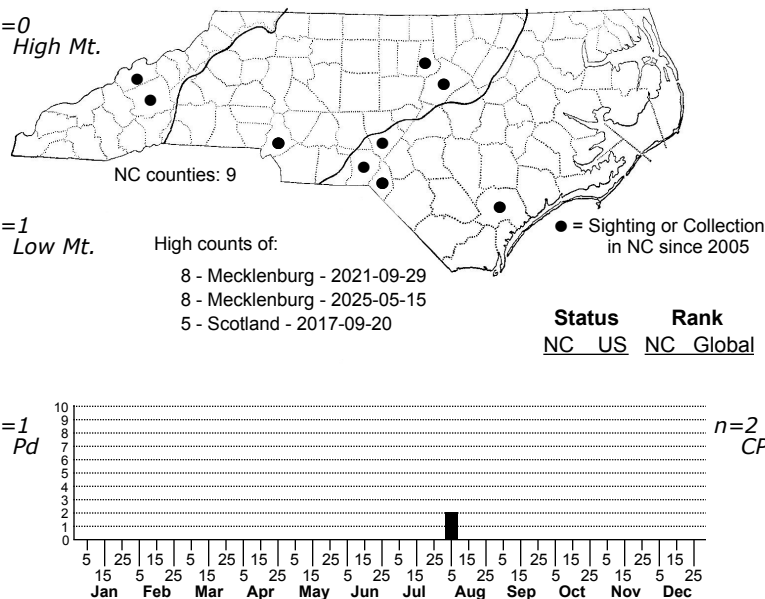 =0
High Mt.
NC counties: 9
=1
Low Mt.
High counts of:
8 - Mecklenburg - 2021-09-29
8 - Mecklenburg - 2025-05-15
5 - Scotland - 2017-09-20
● = Sighting or Collection
in NC since 2005
Status Rank
NC US NC Global
=1
Pd
n=2
CP
10
9
8
7
6
5
4
3
2
1
0
5 25 15 5 25 15 5 25 15 5 25 15 5 25 15 5 25 15
15 5 25 15 5 25 15 5 25 15 5 25 15 5 25 15 5 25
Jan Feb Mar Apr May Jun Jul Aug Sep Oct Nov Dec